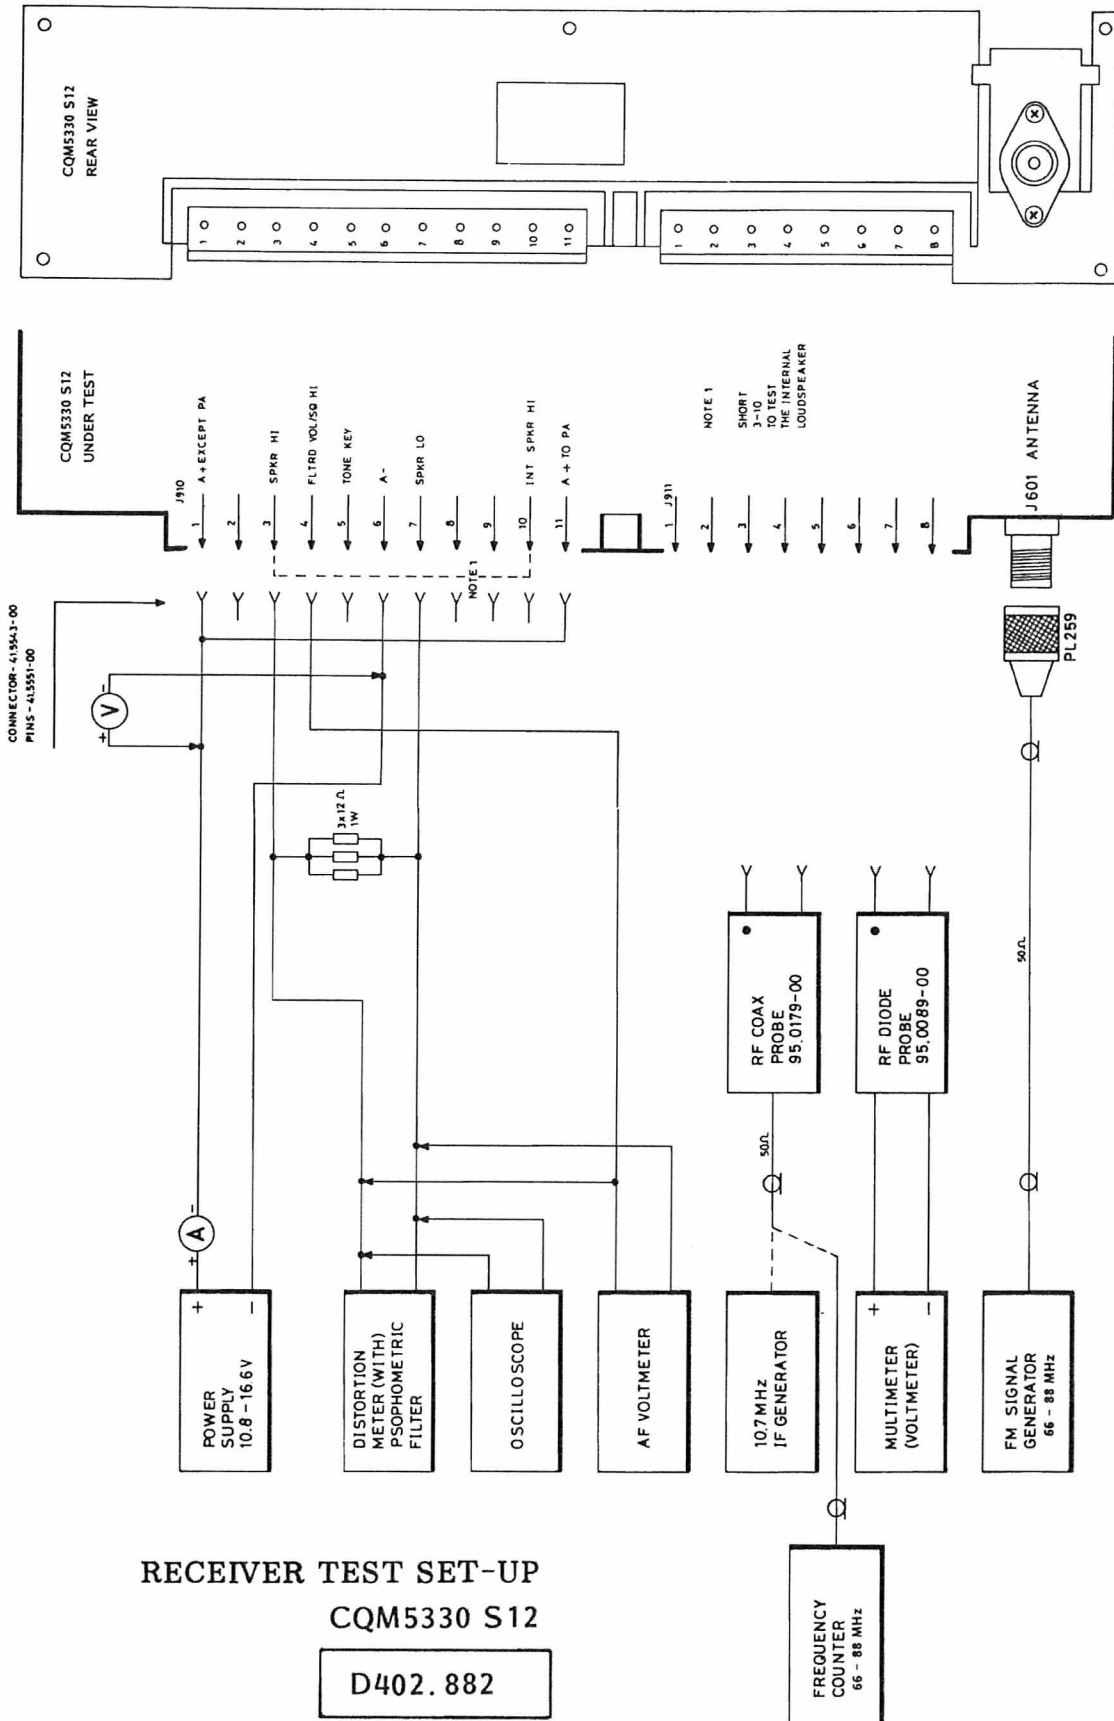 CQM5330 S12
REAR VIEW
1
2
3
4
5
6
7
8
9
10
11
1
2
3
4
5
6
7
8
CQM5330 S12
UNDER TEST
J910
1 A+EXCEPT PA
2
3 SPKR HI
4 FLTRD VOL/SQ HI
5 TONE KEY
6 A-
7 SPKR LO
8
9
10 INT SPKR HI
11 A + TO PA
NOTE 1
J911
1
2
3
4
5
6
7
8
NOTE 1
SHORT
3-10
TO TEST
THE INTERNAL
LOUDSPEAKER
J601 ANTENNA
PL259
CONNECTOR-41.5543-00
PINS - 41.5551-00
+ V -
3x12Ω
1W
+ A -
50Ω
50Ω
RF COAX
PROBE
95.0179-00
RF DIODE
PROBE
95.0089-00
POWER
SUPPLY
10.8-16.6V
+
-
DISTORTION
METER (WITH)
PSOPHOMETRIC
FILTER
OSCILLOSCOPE
AF VOLTMETER
10.7MHz
IF GENERATOR
MULTIMETER
(VOLTMETER)
+
-
FM SIGNAL
GENERATOR
66 - 88 MHz
FREQUENCY
COUNTER
66 - 88 MHz
RECEIVER TEST SET-UP
CQM5330 S12
D402.882